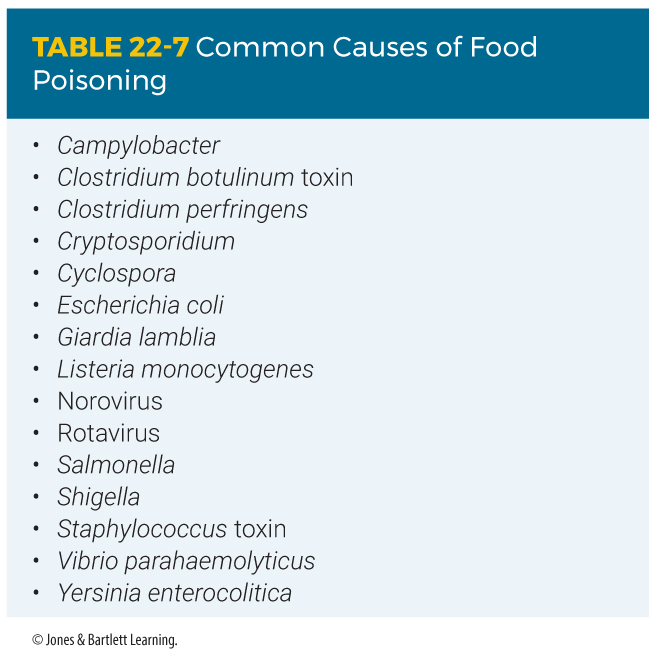 TABLE 22-7 Common Causes of Food
Poisoning
• Campylobacter
• Clostridium botulinum toxin
• Clostridium perfringens
• Cryptosporidium
• Cyclospora
• Escherichia coli
• Giardia lamblia
• Listeria monocytogenes
• Norovirus
• Rotavirus
• Salmonella
• Shigella
• Staphylococcus toxin
• Vibrio parahaemolyticus
• Yersinia enterocolitica
© Jones & Bartlett Learning.